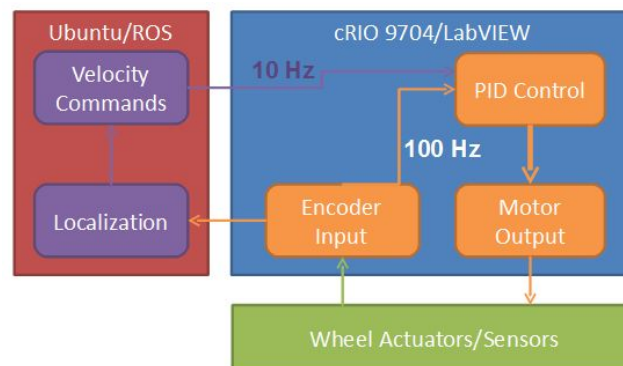 Ubuntu/ROS
cRIO 9704/LabVIEW
Velocity
Commands
10 Hz
PID Control
100 Hz
Localization
Encoder
Input
Motor
Output
Wheel Actuators/Sensors